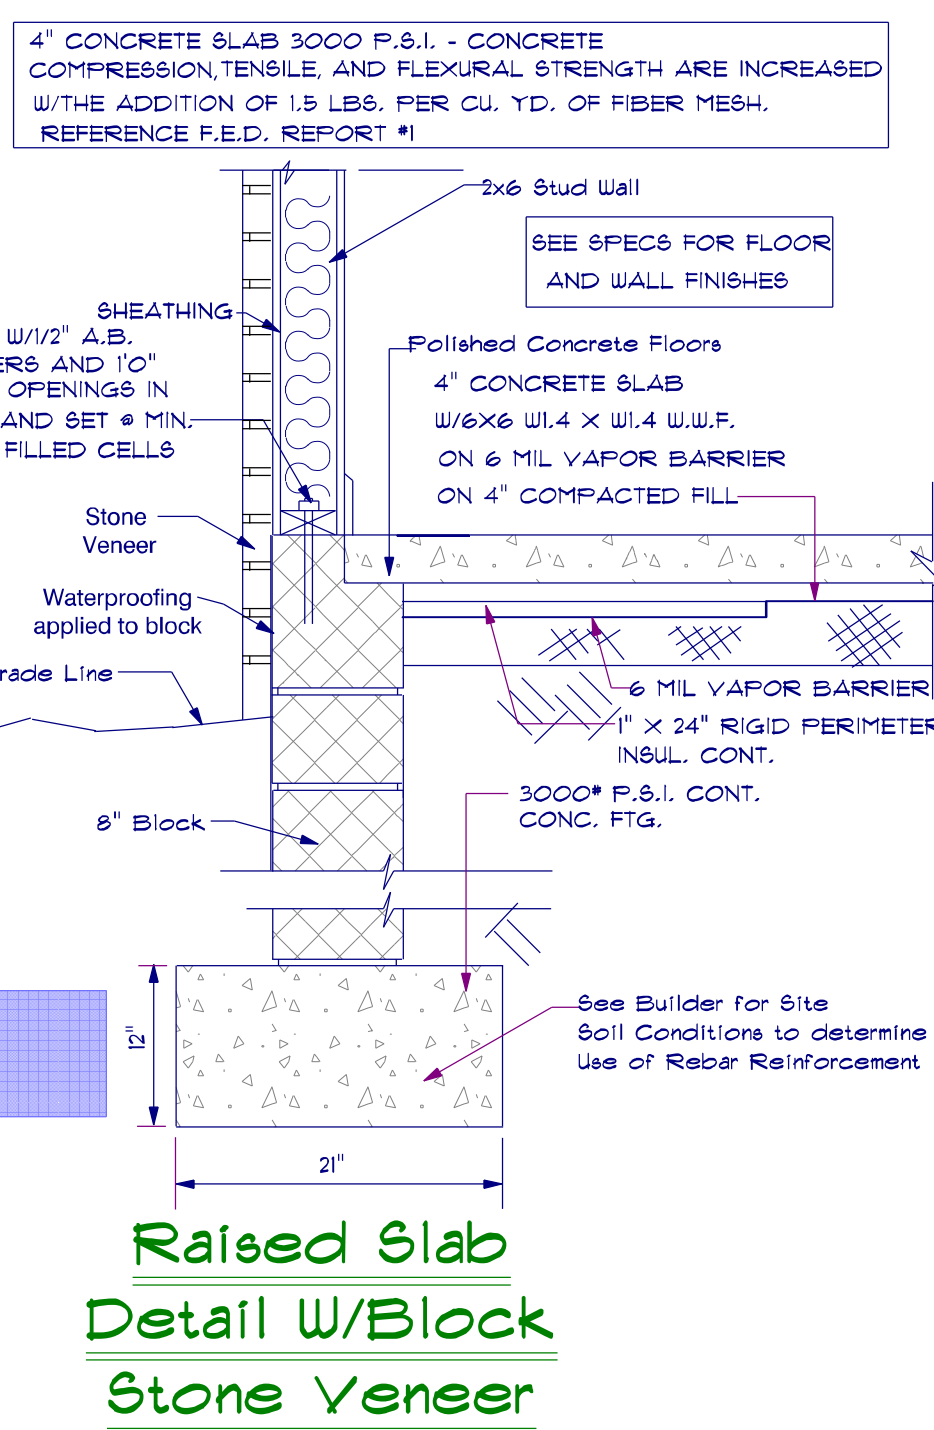 4" CONCRETE SLAB 3000 P.S.I. - CONCRETE
COMPRESSION, TENSILE, AND FLEXURAL STRENGTH ARE INCREASED
W/THE ADDITION OF 1.5 LBS. PER CU. YD. OF FIBER MESH.
REFERENCE F.E.D. REPORT #1
2x6 Stud Wall
SEE SPECS FOR FLOOR
AND WALL FINISHES
SHEATHING
W/1/2" A.B.
ERS AND 1'0"
OPENINGS IN
AND SET @ MIN.
FILLED CELLS
Polished Concrete Floors
4" CONCRETE SLAB
W/6X6 W1.4 X W1.4 W.W.F.
ON 6 MIL VAPOR BARRIER
ON 4" COMPACTED FILL
Stone
Veneer
Waterproofing
applied to block
rade Line
6 MIL VAPOR BARRIER
1" X 24" RIGID PERIMETER
INSUL. CONT.
3000# P.S.I. CONT.
CONC. FTG.
8" Block
See Builder for Site
Soil Conditions to determine
Use of Rebar Reinforcement
12"
21"
Raised Slab
Detail W/Block
Stone Veneer